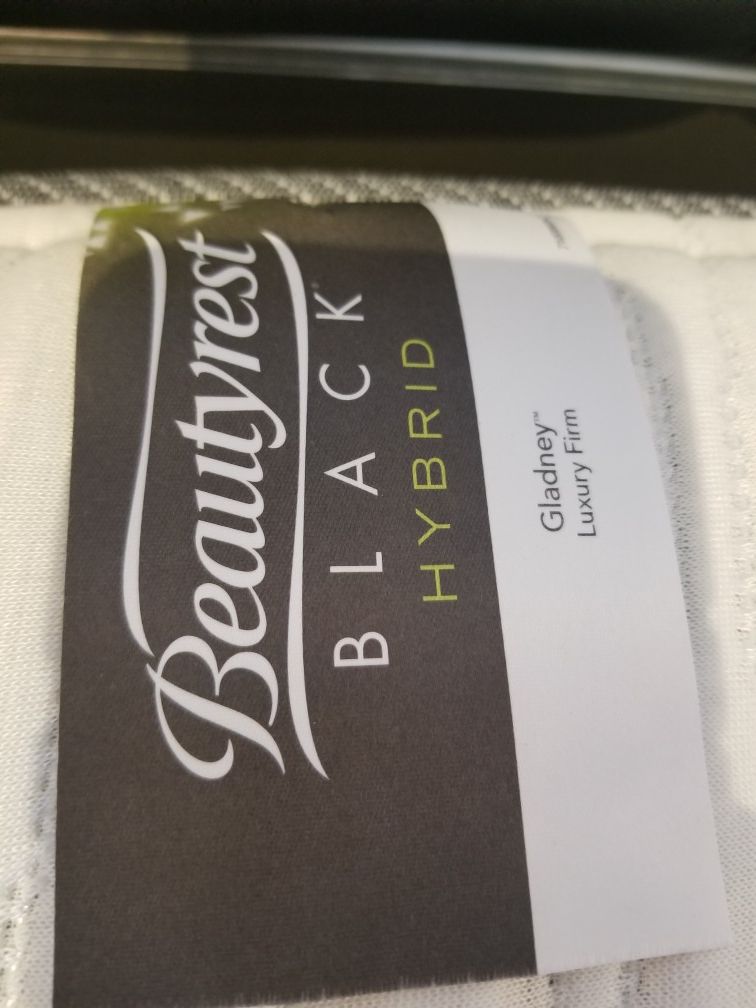 Beautyrest
BLACK
HYBRID
Gladney™
Luxury Firm